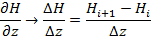 ∂H/∂z → ΔH/Δz = (H_{i+1} − H_i)/Δz